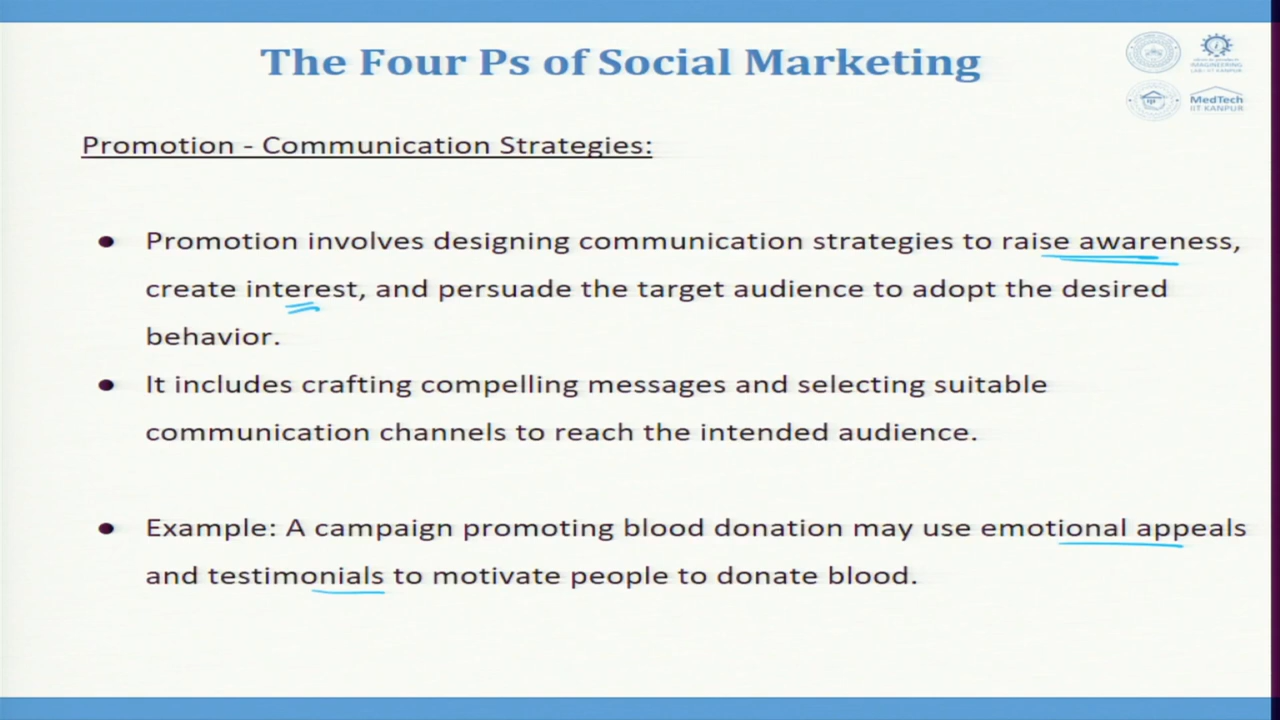 The Four Ps of Social Marketing
MedTech
IIT KANPUR
Promotion - Communication Strategies:
● Promotion involves designing communication strategies to raise awareness,
create interest, and persuade the target audience to adopt the desired
behavior.
● It includes crafting compelling messages and selecting suitable
communication channels to reach the intended audience.
● Example: A campaign promoting blood donation may use emotional appeals
and testimonials to motivate people to donate blood.